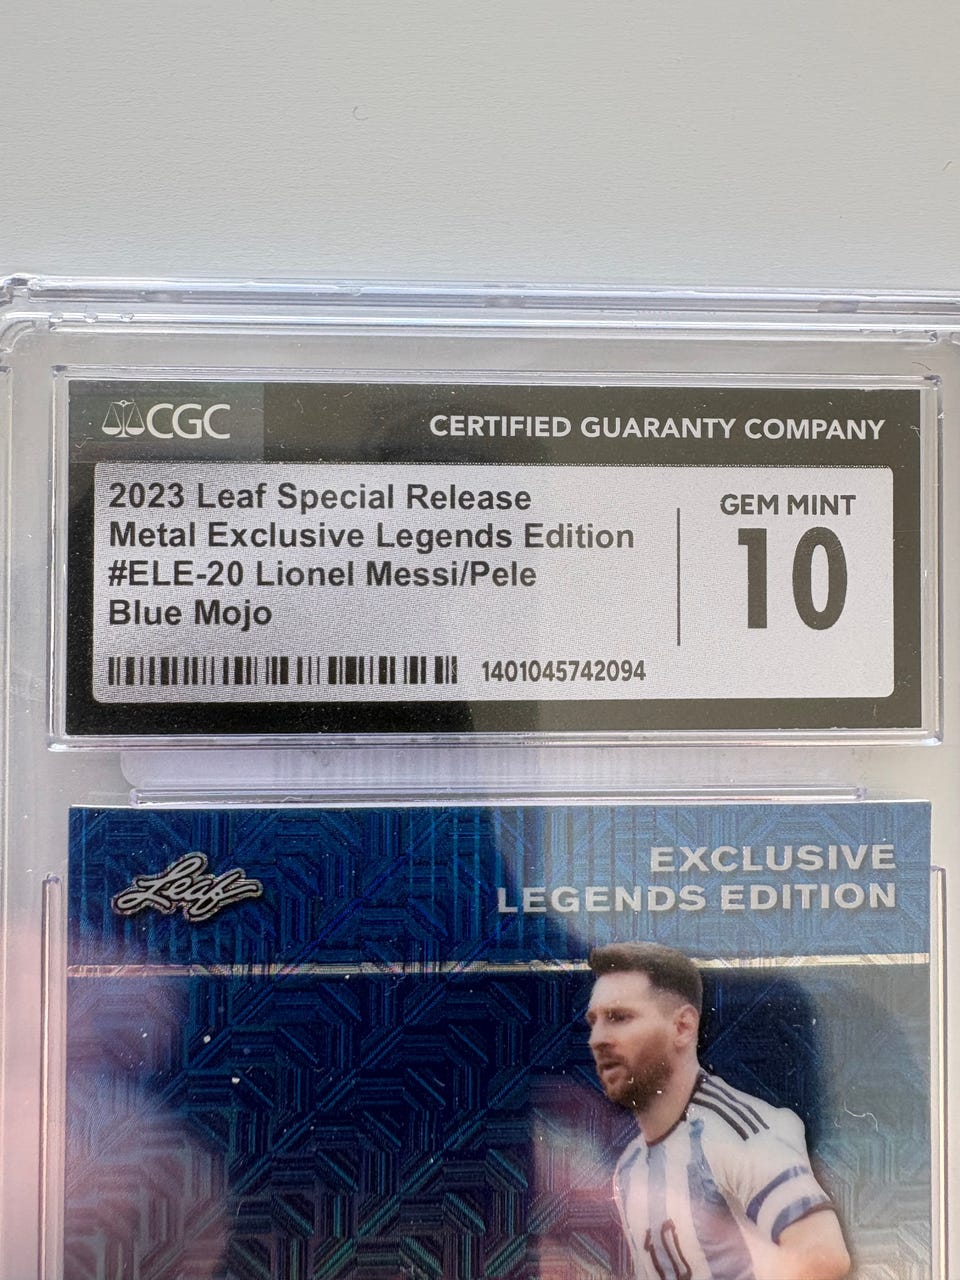 CGC
CERTIFIED GUARANTY COMPANY
2023 Leaf Special Release
Metal Exclusive Legends Edition
#ELE-20 Lionel Messi/Pele
Blue Mojo
1401045742094
GEM MINT
10
Leaf
EXCLUSIVE
LEGENDS EDITION
10